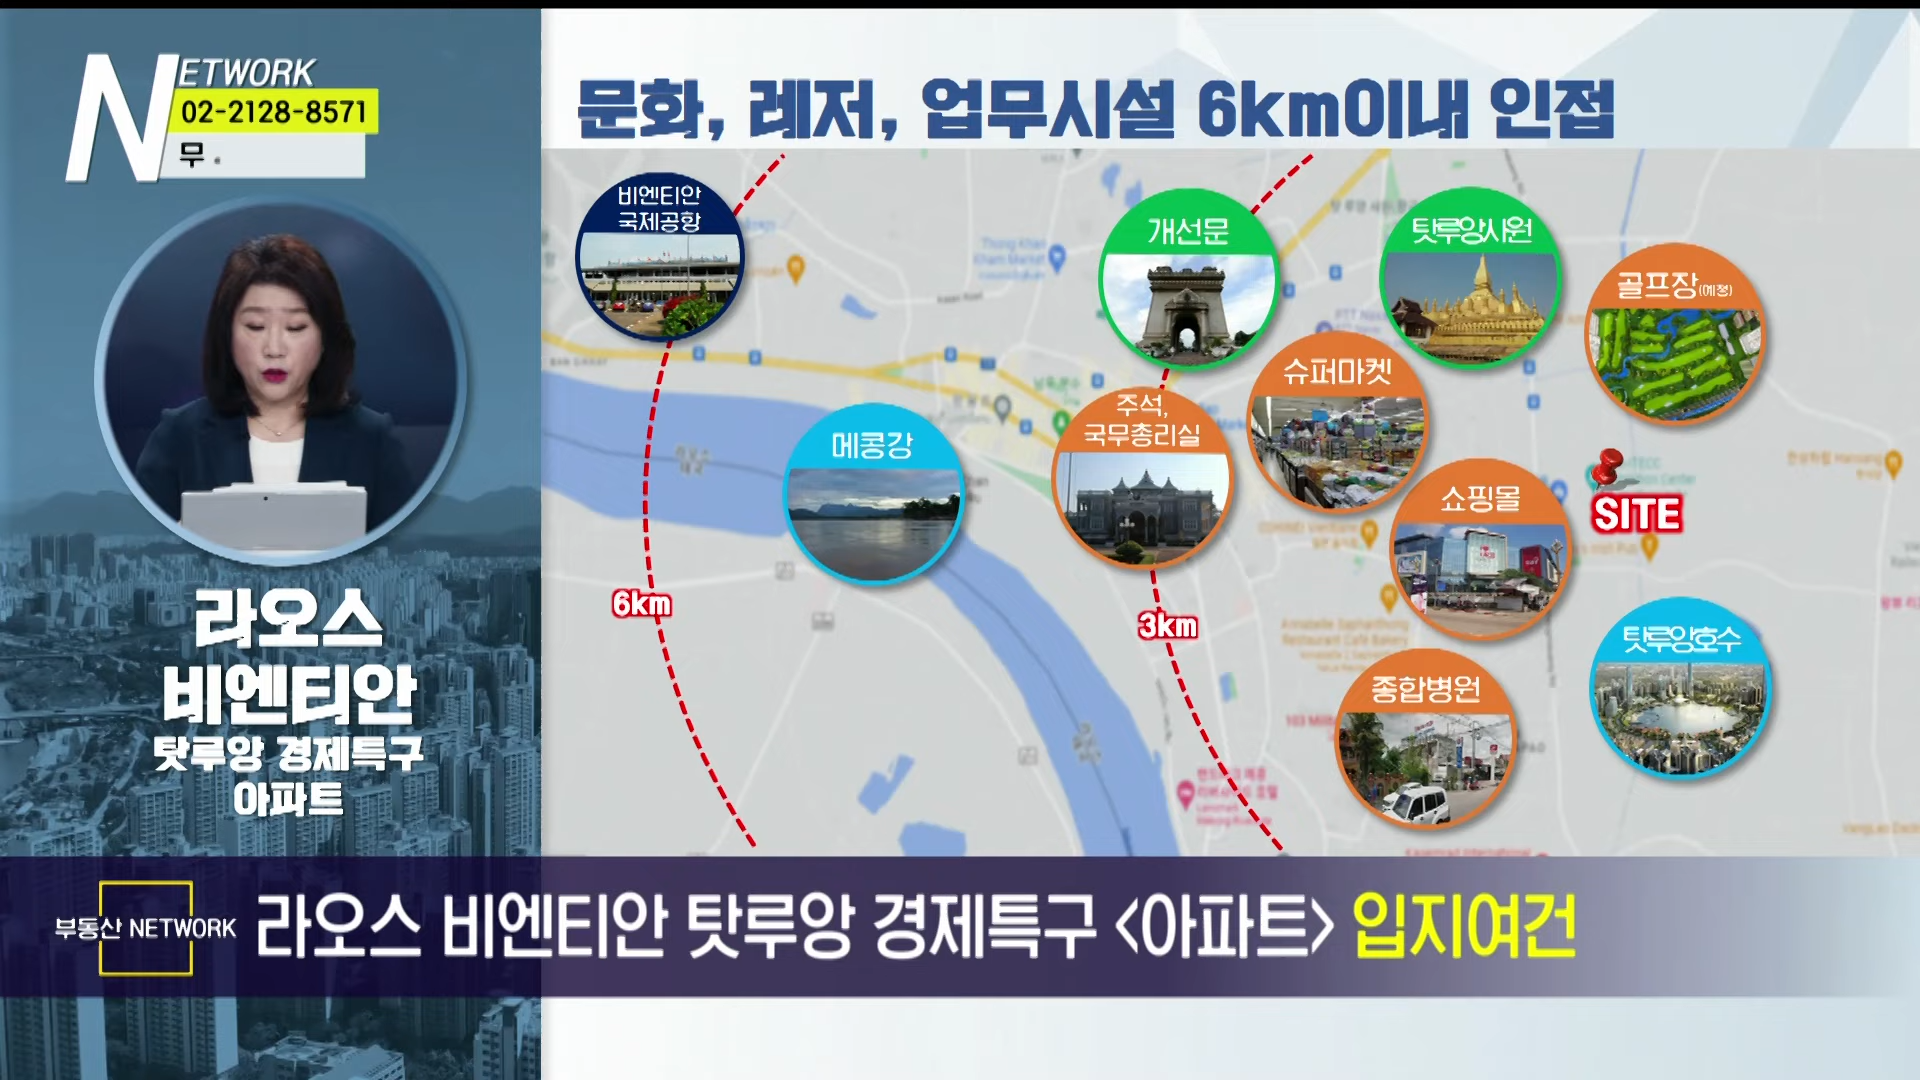 NETWORK
02-2128-8571
무
문화, 레저, 업무시설 6km이내 인접
비엔티안
국제공항
개선문
탓루앙사원
골프장(예정)
슈퍼마켓
주석,
국무총리실
메콩강
쇼핑몰
SITE
6km
3km
탓루앙호수
종합병원
라오스
비엔티안
탓루앙 경제특구
아파트
부동산 NETWORK
라오스 비엔티안 탓루앙 경제특구 <아파트> 입지여건